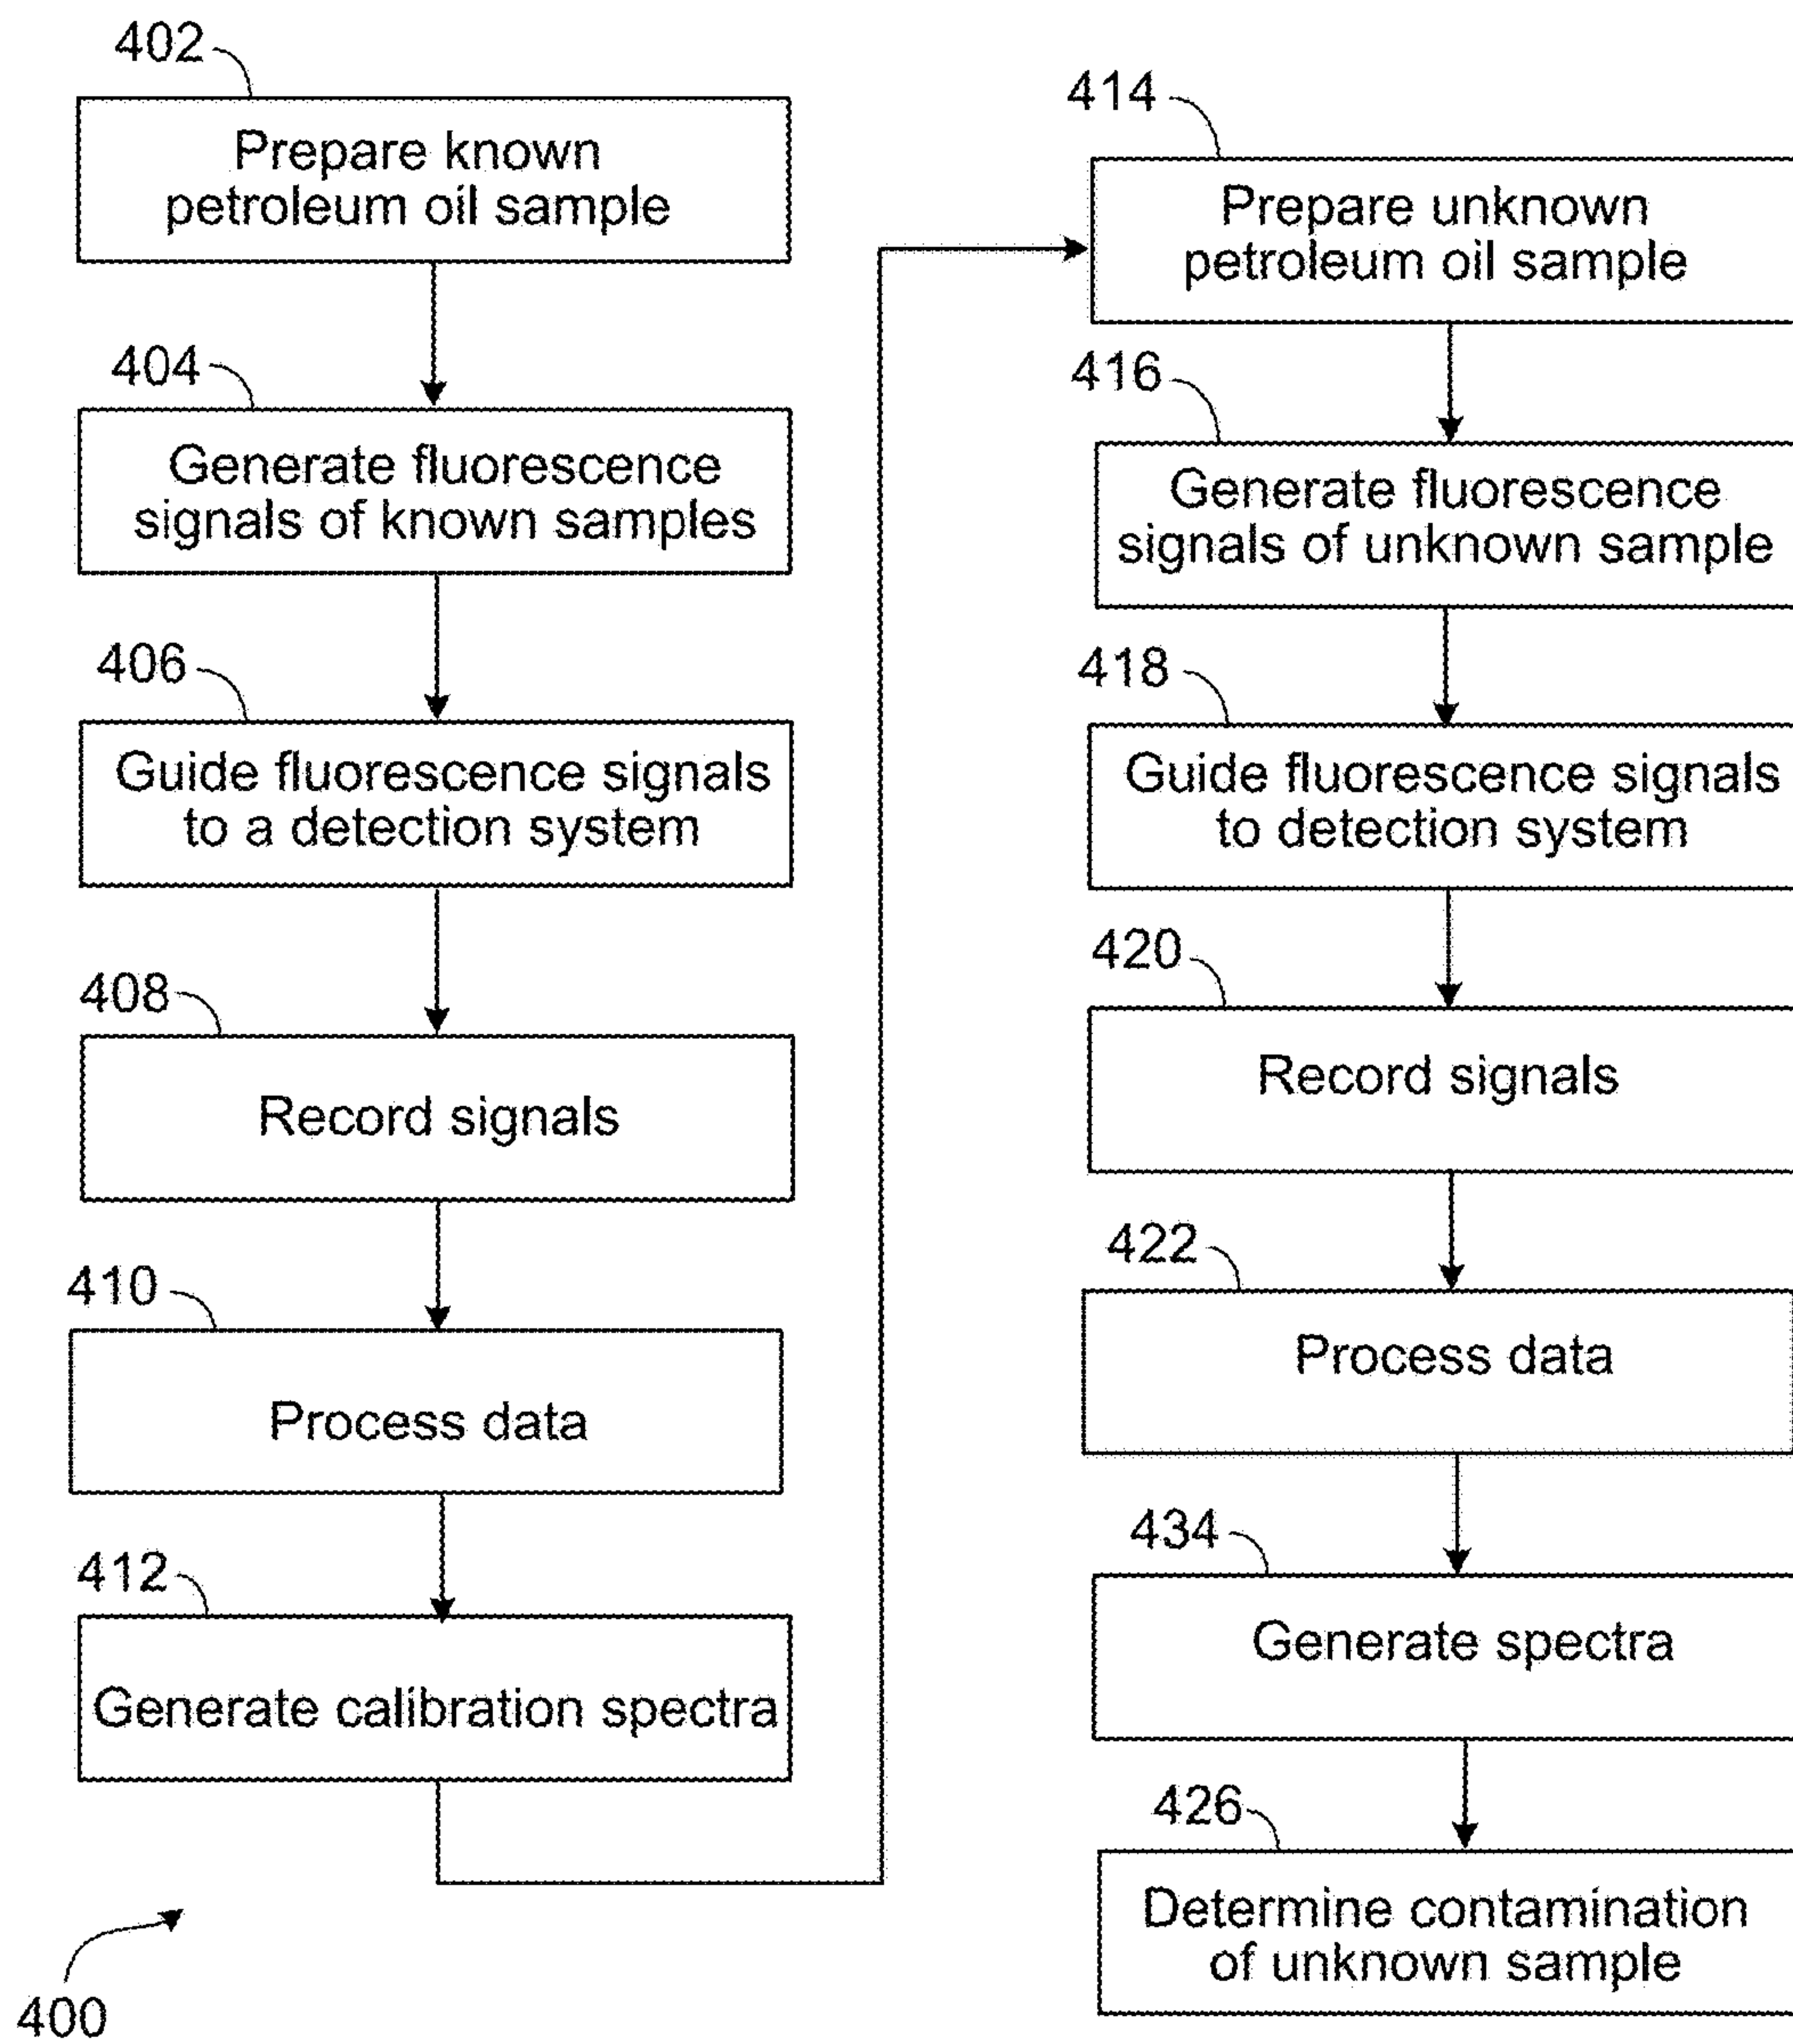 402
Prepare known
petroleum oil sample
404
Generate fluorescence
signals of known samples
406
Guide fluorescence signals
to a detection system
408
Record signals
410
Process data
412
Generate calibration spectra
400
414
Prepare unknown
petroleum oil sample
416
Generate fluorescence
signals of unknown sample
418
Guide fluorescence signals
to detection system
420
Record signals
422
Process data
434
Generate spectra
426
Determine contamination
of unknown sample